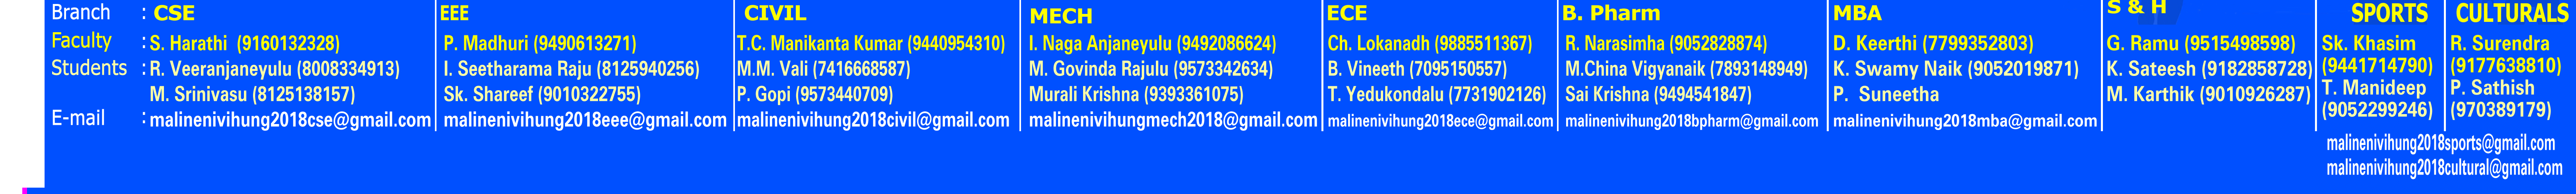 Branch : CSE EEE CIVIL MECH ECE B. Pharm MBA S & H SPORTS CULTURALS
Faculty : S. Harathi (9160132328) P. Madhuri (9490613271) T.C. Manikanta Kumar (9440954310) I. Naga Anjaneyulu (9492086624) Ch. Lokanadh (9885511367) R. Narasimha (9052828874) D. Keerthi (7799352803) G. Ramu (9515498598) Sk. Khasim R. Surendra
Students : R. Veeranjaneyulu (8008334913) I. Seetharama Raju (8125940256) M.M. Vali (7416668587) M. Govinda Rajulu (9573342634) B. Vineeth (7095150557) M.China Vigyanaik (7893148949) K. Swamy Naik (9052019871) K. Sateesh (9182858728) (9441714790) (9177638810)
M. Srinivasu (8125138157) Sk. Shareef (9010322755) P. Gopi (9573440709) Murali Krishna (9393361075) T. Yedukondalu (7731902126) Sai Krishna (9494541847) P. Suneetha M. Karthik (9010926287) T. Manideep P. Sathish
(9052299246) (970389179)
E-mail : malinenivihung2018cse@gmail.com malinenivihung2018eee@gmail.com malinenivihung2018civil@gmail.com malinenivihungmech2018@gmail.com malinenivihung2018ece@gmail.com malinenivihung2018bpharm@gmail.com malinenivihung2018mba@gmail.com
malinenivihung2018sports@gmail.com
malinenivihung2018cultural@gmail.com